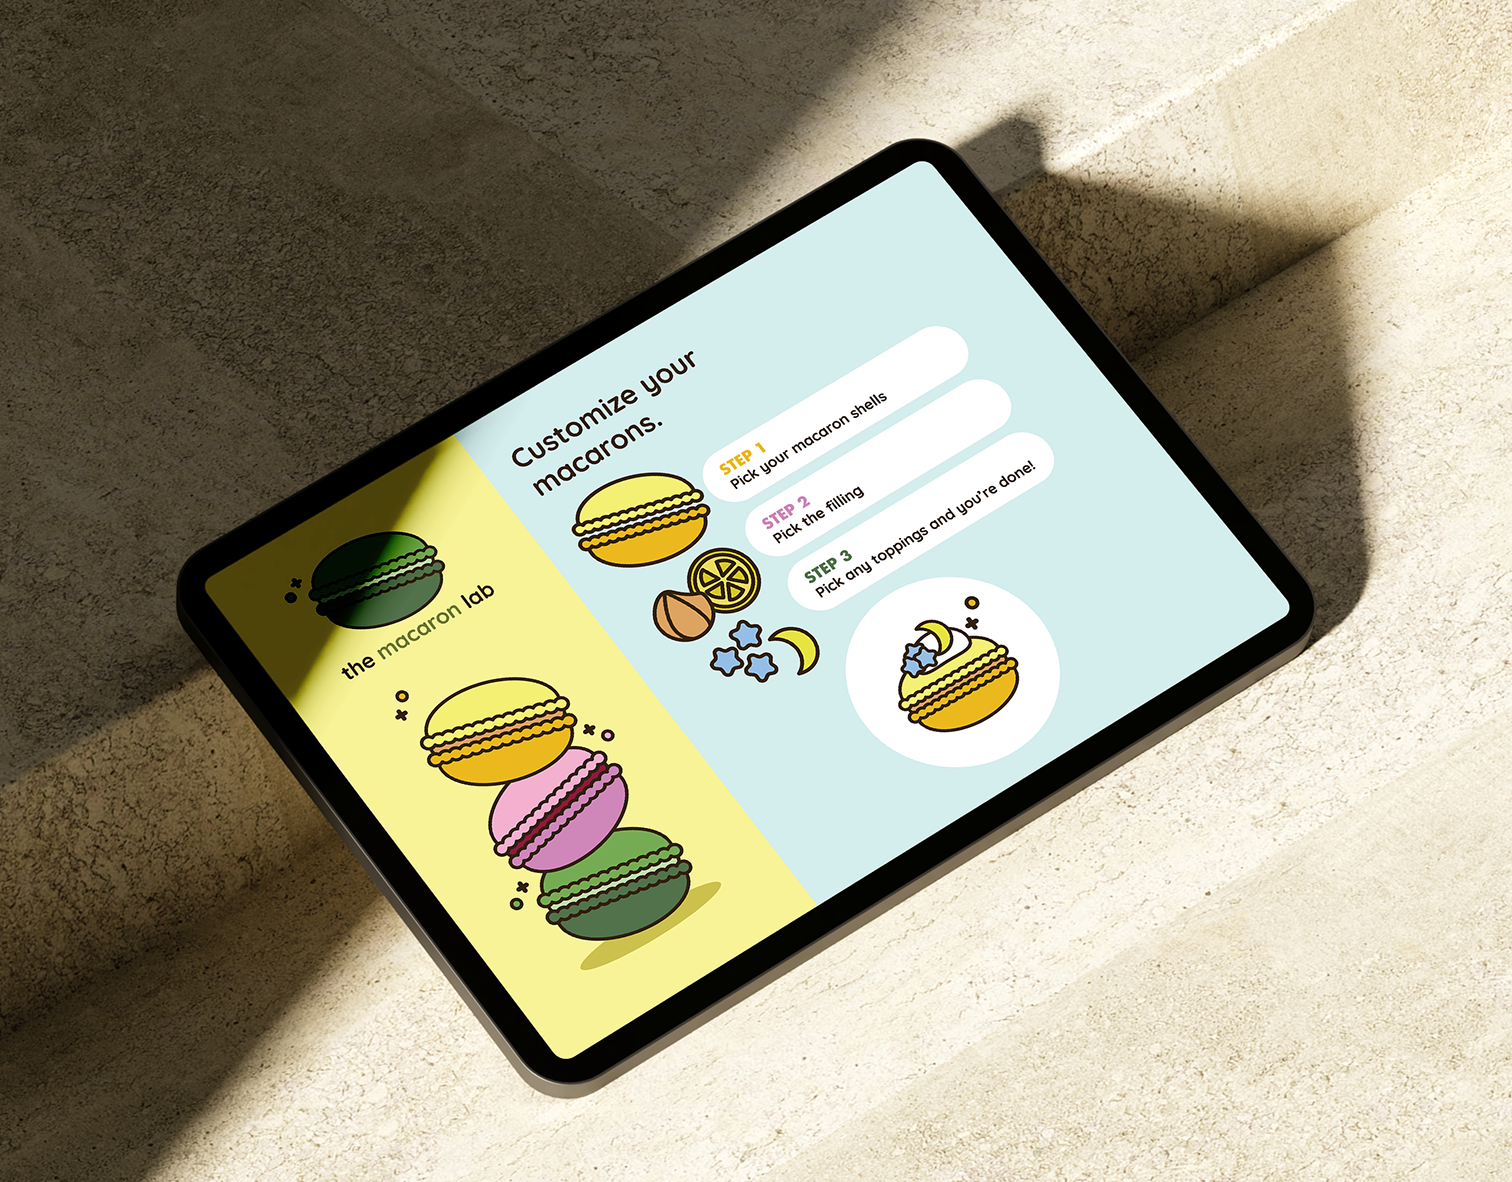 the macaron lab
Customize your
macarons.
STEP 1
Pick your macaron shells
STEP 2
Pick the filling
STEP 3
Pick any toppings and you're done!